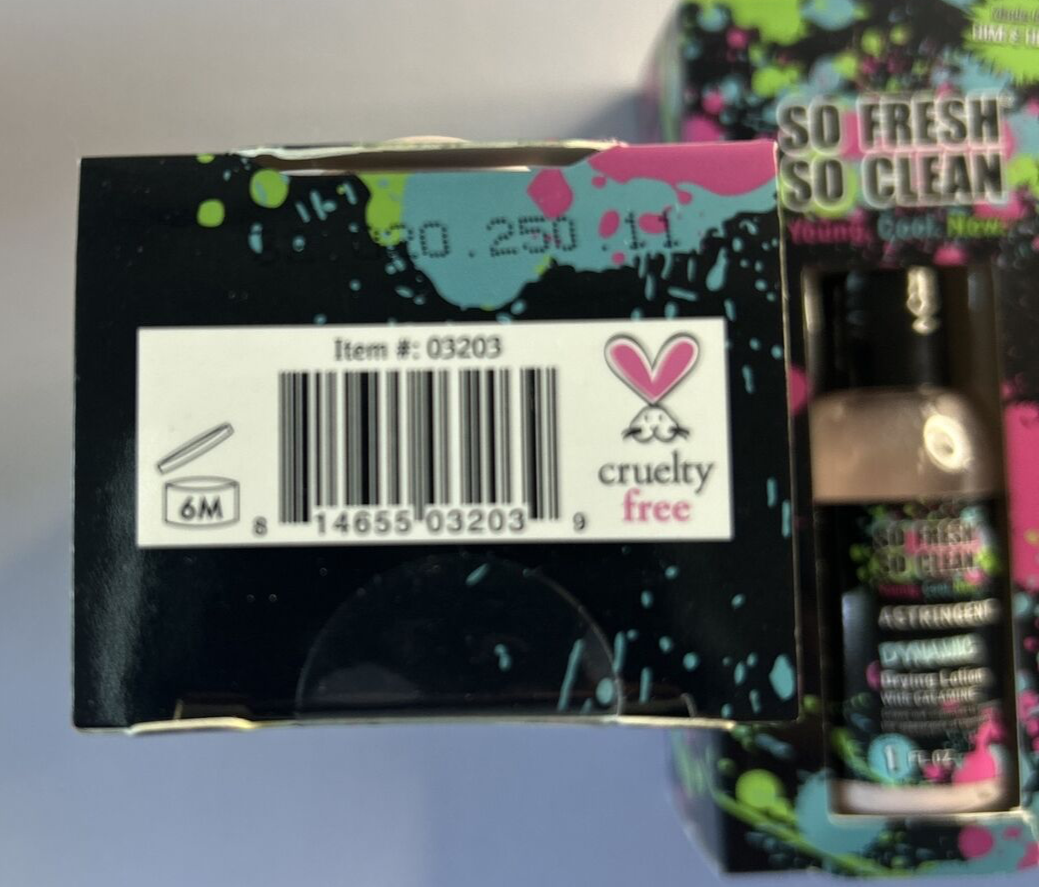 20.250.11
Item #: 03203
6M
8 14655 03203 9
cruelty
free
SO FRESH
SO CLEAN
Young. Cool. Now.
SO FRESH
SO CLEAN
ASTRINGENT
DYNAMIC
Drying Lotion
WITH CALAMINE
1 FL OZ